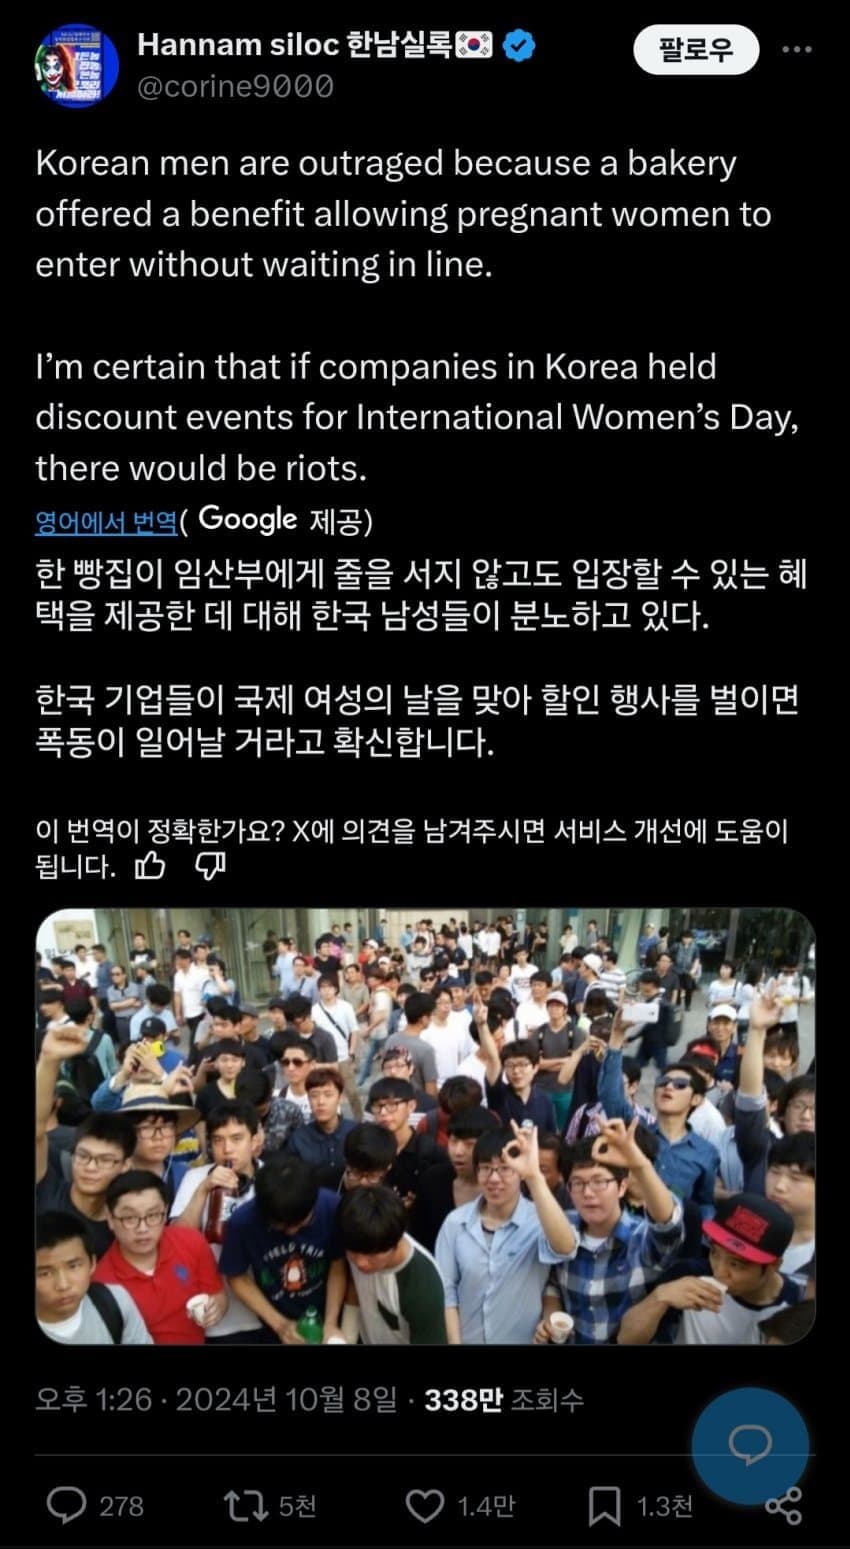 Hannam siloc 한남실록🇰🇷
팔로우
@corine9000
Korean men are outraged because a bakery
offered a benefit allowing pregnant women to
enter without waiting in line.
I’m certain that if companies in Korea held
discount events for International Women’s Day,
there would be riots.
영어에서 번역( Google 제공)
한 빵집이 임산부에게 줄을 서지 않고도 입장할 수 있는 혜
택을 제공한 데 대해 한국 남성들이 분노하고 있다.
한국 기업들이 국제 여성의 날을 맞아 할인 행사를 벌이면
폭동이 일어날 거라고 확신합니다.
이 번역이 정확한가요? X에 의견을 남겨주시면 서비스 개선에 도움이
됩니다.
FIELD TRIP
오후 1:26 · 2024년 10월 8일 · 338만 조회수
278
5천
1.4만
1.3천